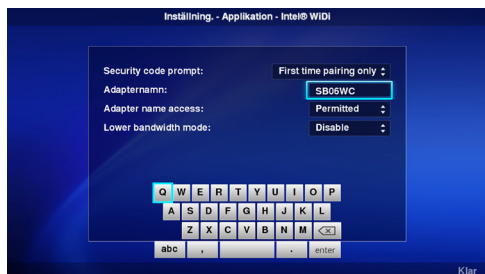 Inställning. - Applikation - Intel® WiDi
Security code prompt: First time pairing only
Adapternamn: SB06WC
Adapter name access: Permitted
Lower bandwidth mode: Disable
Q W E R T Y U I O P
A S D F G H J K L
Z X C V B N M
abc , . enter
Klar